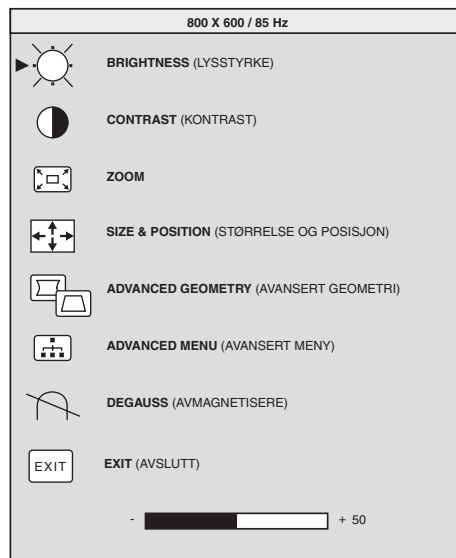 800 X 600 / 85 Hz
BRIGHTNESS (LYSSTYRKE)
CONTRAST (KONTRAST)
ZOOM
SIZE & POSITION (STØRRELSE OG POSISJON)
ADVANCED GEOMETRY (AVANSERT GEOMETRI)
ADVANCED MENU (AVANSERT MENY)
DEGAUSS (AVMAGNETISERE)
EXIT EXIT (AVSLUTT)
- + 50